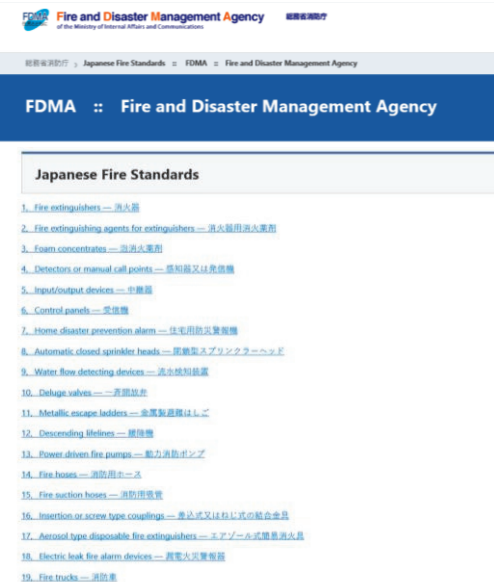 FDMA
Fire and Disaster Management Agency 総務省消防庁
of the Ministry of Internal Affairs and Communications
総務省消防庁 > Japanese Fire Standards :: FDMA :: Fire and Disaster Management Agency
FDMA :: Fire and Disaster Management Agency
Japanese Fire Standards
1, Fire extinguishers — 消火器
2, Fire extinguishing agents for extinguishers — 消火器用消火薬剤
3, Foam concentrates — 泡消火薬剤
4, Detectors or manual call points — 感知器又は発信機
5, Input/output devices — 中継器
6, Control panels — 受信機
7, Home disaster prevention alarm — 住宅用防災警報機
8, Automatic closed sprinkler heads — 閉鎖型スプリンクラーヘッド
9, Water flow detecting devices — 流水検知装置
10, Deluge valves — 一斉開放弁
11, Metallic escape ladders — 金属製避難はしご
12, Descending lifelines — 緩降機
13, Power driven fire pumps — 動力消防ポンプ
14, Fire hoses — 消防用ホース
15, Fire suction hoses — 消防用吸管
16, Insertion or screw type couplings — 差込式又はねじ式の結合金具
17, Aerosol type disposable fire extinguishers — エアゾール式簡易消火具
18, Electric leak fire alarm devices — 漏電火災警報器
19, Fire trucks — 消防車